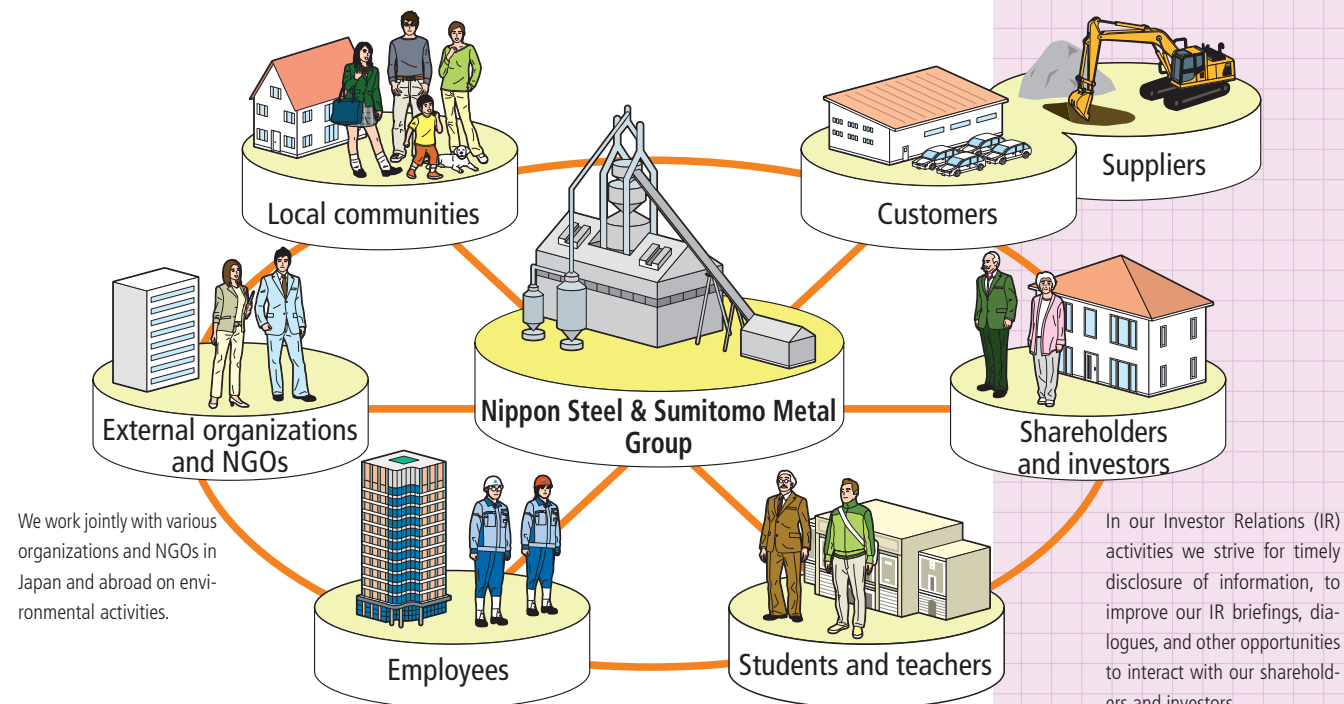 Local communities
Customers
Suppliers
External organizations
and NGOs
Nippon Steel & Sumitomo Metal
Group
Shareholders
and investors
We work jointly with various
organizations and NGOs in
Japan and abroad on envi-
ronmental activities.
Employees
Students and teachers
In our Investor Relations (IR)
activities we strive for timely
disclosure of information, to
improve our IR briefings, dia-
logues, and other opportunities
to interact with our sharehold-
ers and investors.